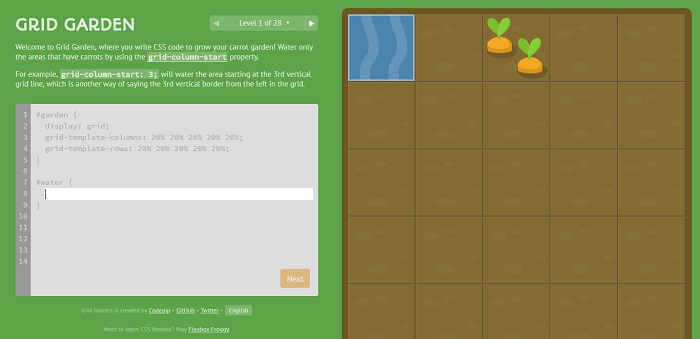 GRID GARDEN
◀ Level 1 of 28 ▾ ▶
Welcome to Grid Garden, where you write CSS code to grow your carrot garden! Water only
the areas that have carrots by using the grid-column-start property.
For example, grid-column-start: 3; will water the area starting at the 3rd vertical
grid line, which is another way of saying the 3rd vertical border from the left in the grid.
1 #garden {
2 display: grid;
3 grid-template-columns: 20% 20% 20% 20% 20%;
4 grid-template-rows: 20% 20% 20% 20% 20%;
5 }
6
7 #water {
8
9 }
10
11
12
13
14
Next
Grid Garden is created by Codepip • GitHub • Twitter • English
Want to learn CSS flexbox? Play Flexbox Froggy.